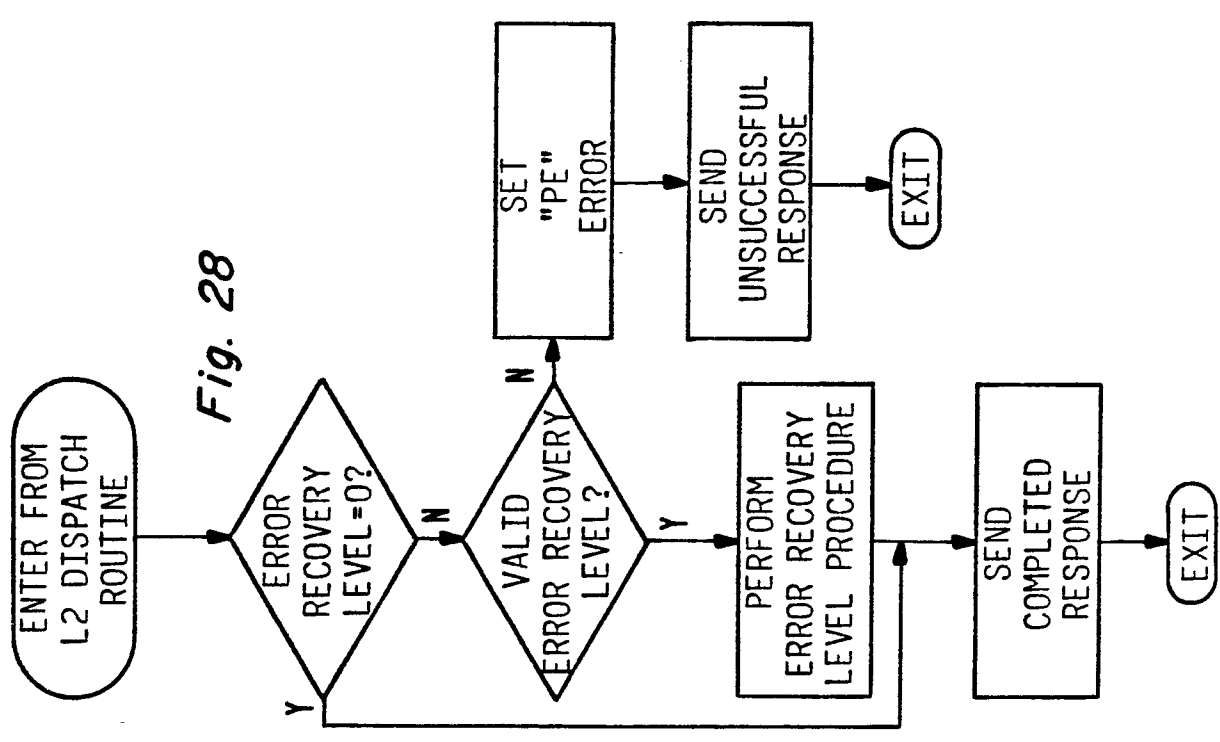 Fig. 28
ENTER FROM
L2 DISPATCH
ROUTINE
ERROR
RECOVERY
LEVEL=0?
Y
N
VALID
ERROR RECOVERY
LEVEL?
N
Y
SET
"PE"
ERROR
SEND
UNSUCCESSFUL
RESPONSE
EXIT
PERFORM
ERROR RECOVERY
LEVEL PROCEDURE
SEND
COMPLETED
RESPONSE
EXIT